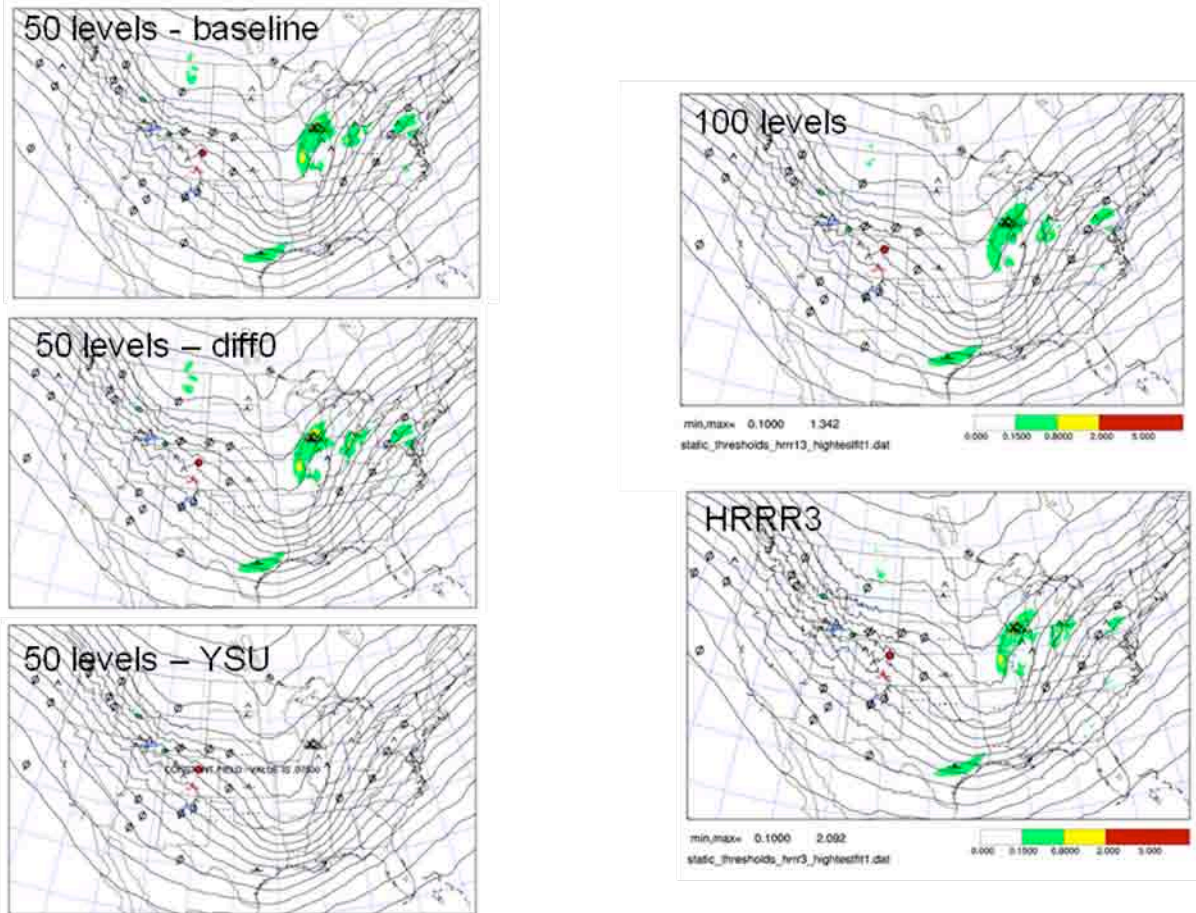 50 levels - baseline
50 levels – diff0
50 levels – YSU
100 levels
min,max= 0.1000 1.342
0.000 0.1500 0.8000 2.000 5.000
static_thresholds_hrrr13_hightestfit1.dat
HRRR3
min,max= 0.1000 2.092
0.000 0.1500 0.8000 2.000 5.000
static_thresholds_hrrr3_hightestfit1.dat